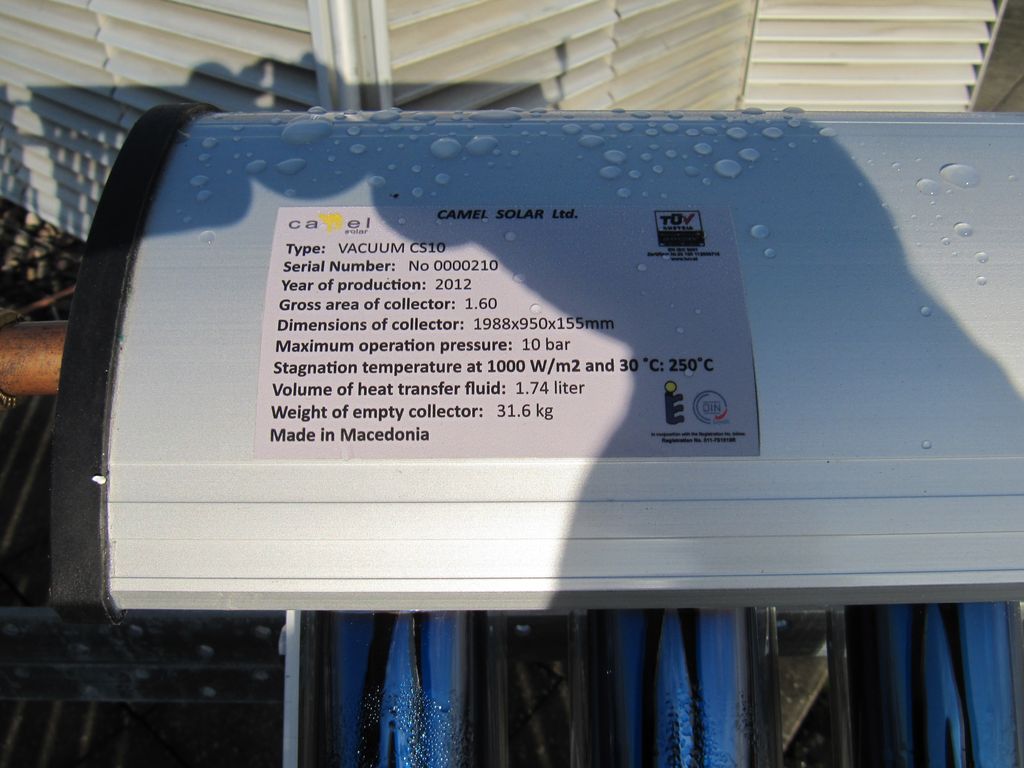 camel
solar
CAMEL SOLAR Ltd.
TÜV
AUSTRIA
Type: VACUUM CS10
Serial Number: No 0000210
Year of production: 2012
Gross area of collector: 1.60
Dimensions of collector: 1988x950x155mm
Maximum operation pressure: 10 bar
Stagnation temperature at 1000 W/m2 and 30 ˚C: 250˚C
Volume of heat transfer fluid: 1.74 liter
Weight of empty collector: 31.6 kg
Made in Macedonia
DIN